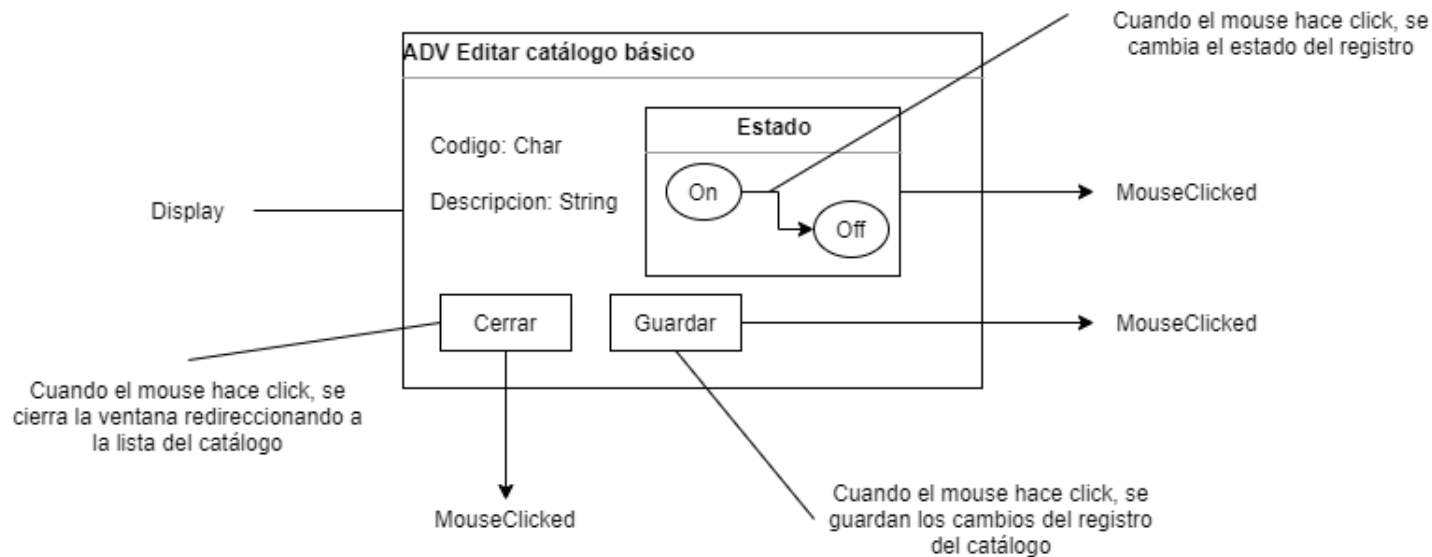 Cuando el mouse hace click, se
cambia el estado del registro
ADV Editar catálogo básico
Estado
Codigo: Char
On
MouseClicked
Descripcion: String
Display
Off
Cerrar
Guardar
MouseClicked
Cuando el mouse hace click, se
cierra la ventana redireccionando a
la lista del catálogo
MouseClicked
Cuando el mouse hace click, se
guardan los cambios del registro
del catálogo